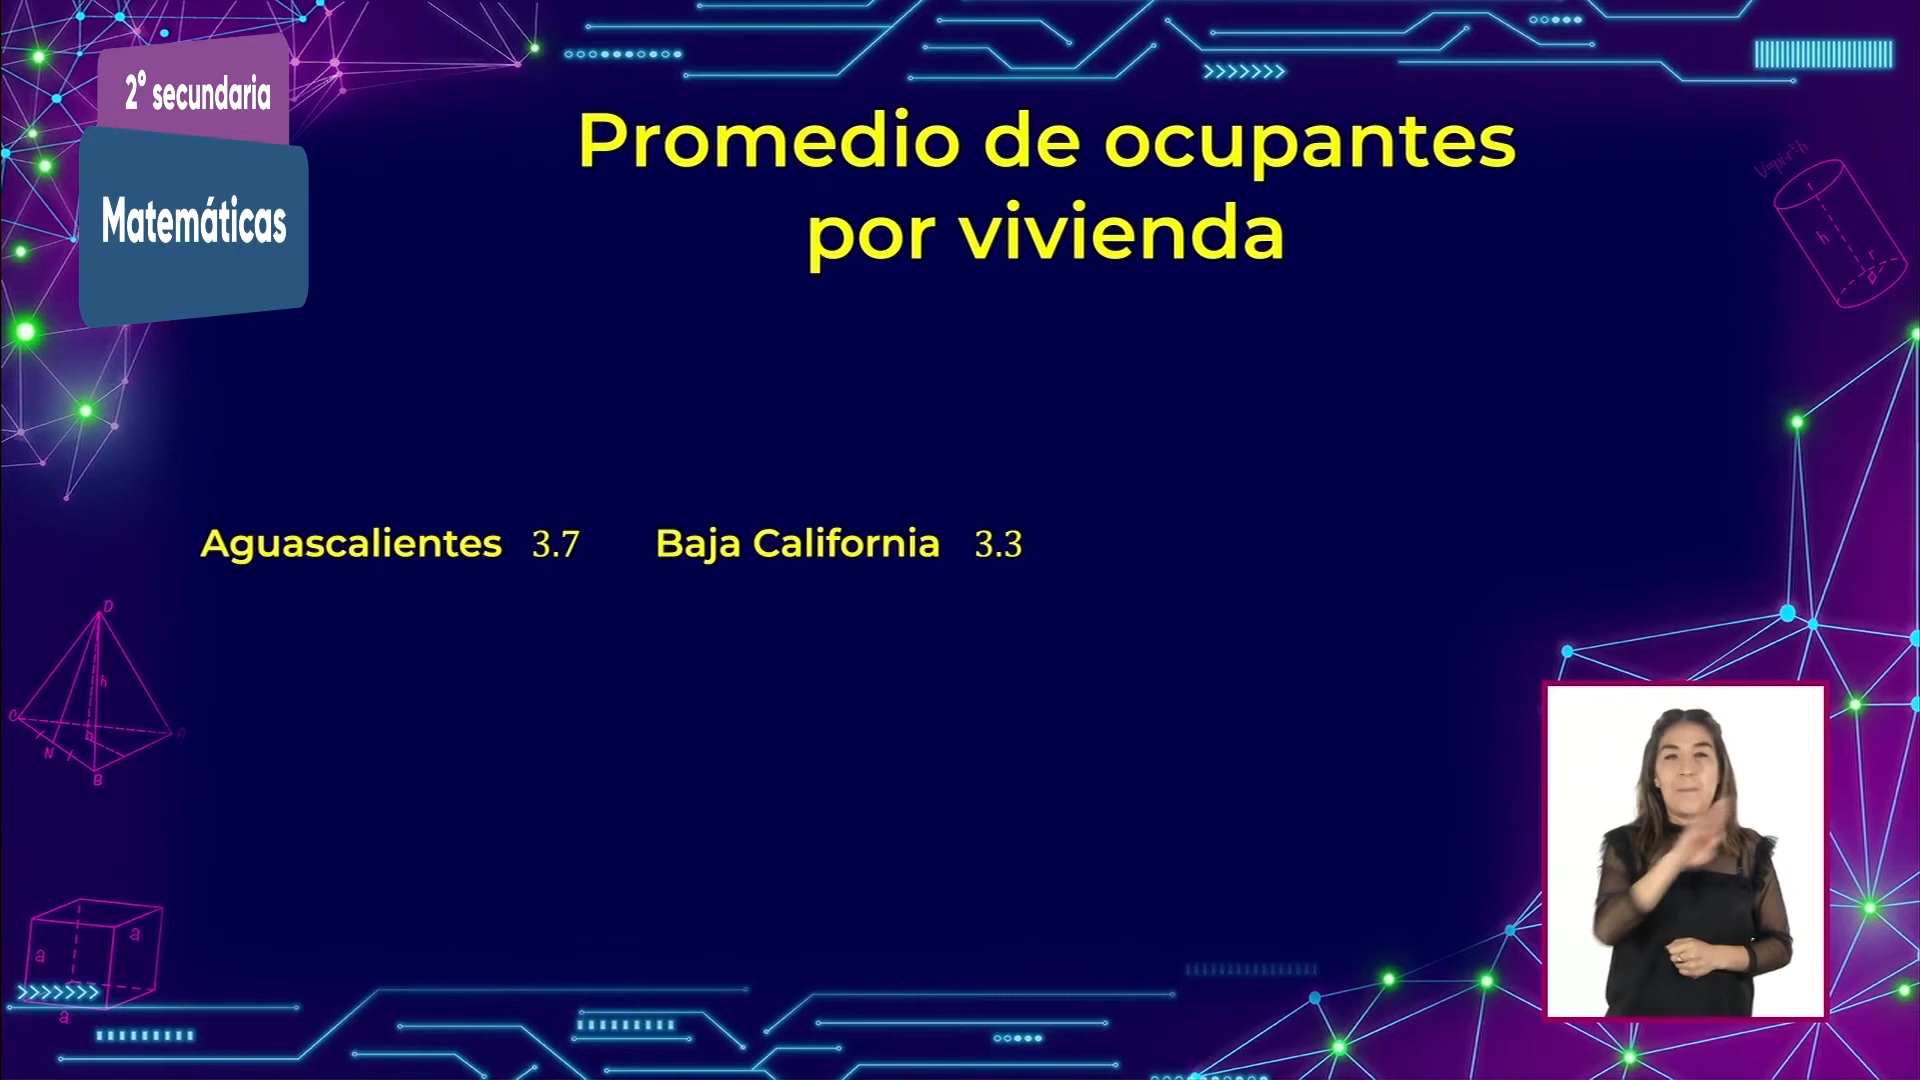 2° secundaria
Matemáticas
Promedio de ocupantes
por vivienda
Aguascalientes 3.7 Baja California 3.3
D
h
C
A
b
N
B
a
a
a
h
r